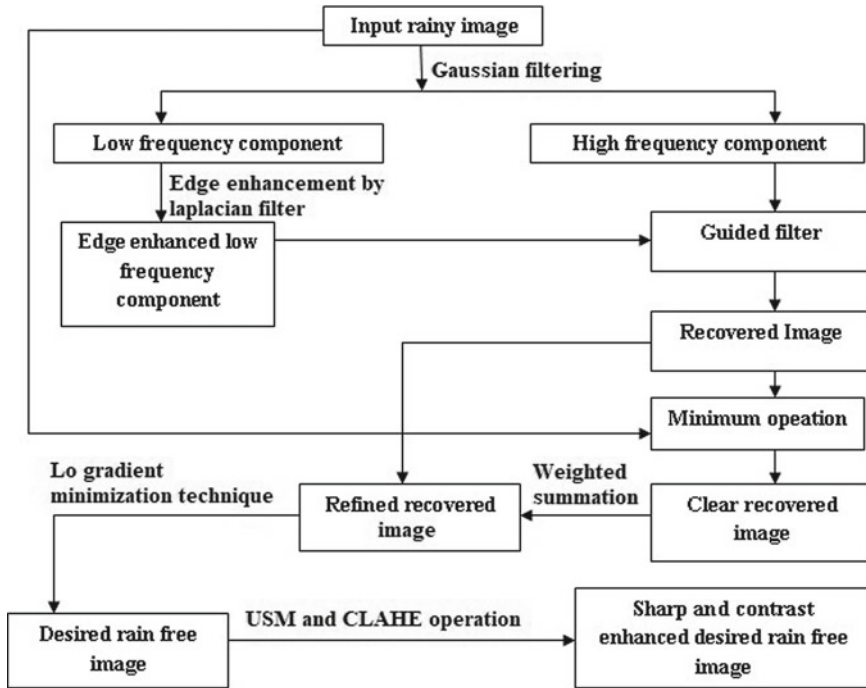 Input rainy image
Gaussian filtering
Low frequency component
High frequency component
Edge enhancement by
laplacian filter
Edge enhanced low
frequency
component
Guided filter
Recovered Image
Minimum opeation
Lo gradient
minimization technique
Weighted
summation
Refined recovered
image
Clear recovered
image
Desired rain free
image
USM and CLAHE operation
Sharp and contrast
enhanced desired rain free
image